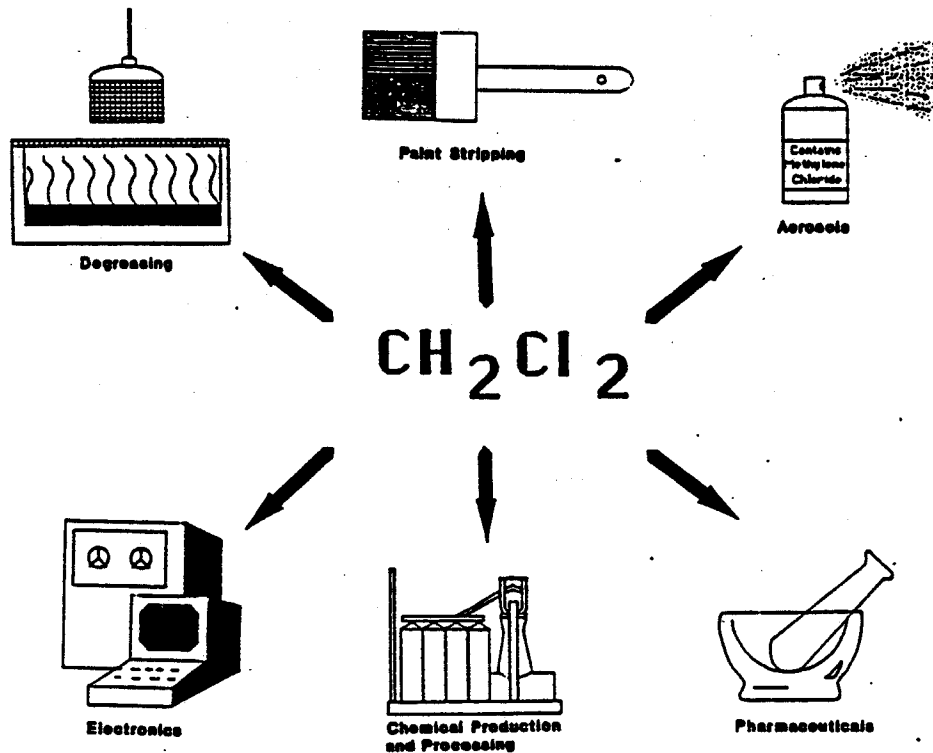 Paint Stripping
Contains
Methylene
Chloride
Aerosols
Degreasing
CH₂Cl₂
Electronics
Chemical Production
and Processing
Pharmaceuticals